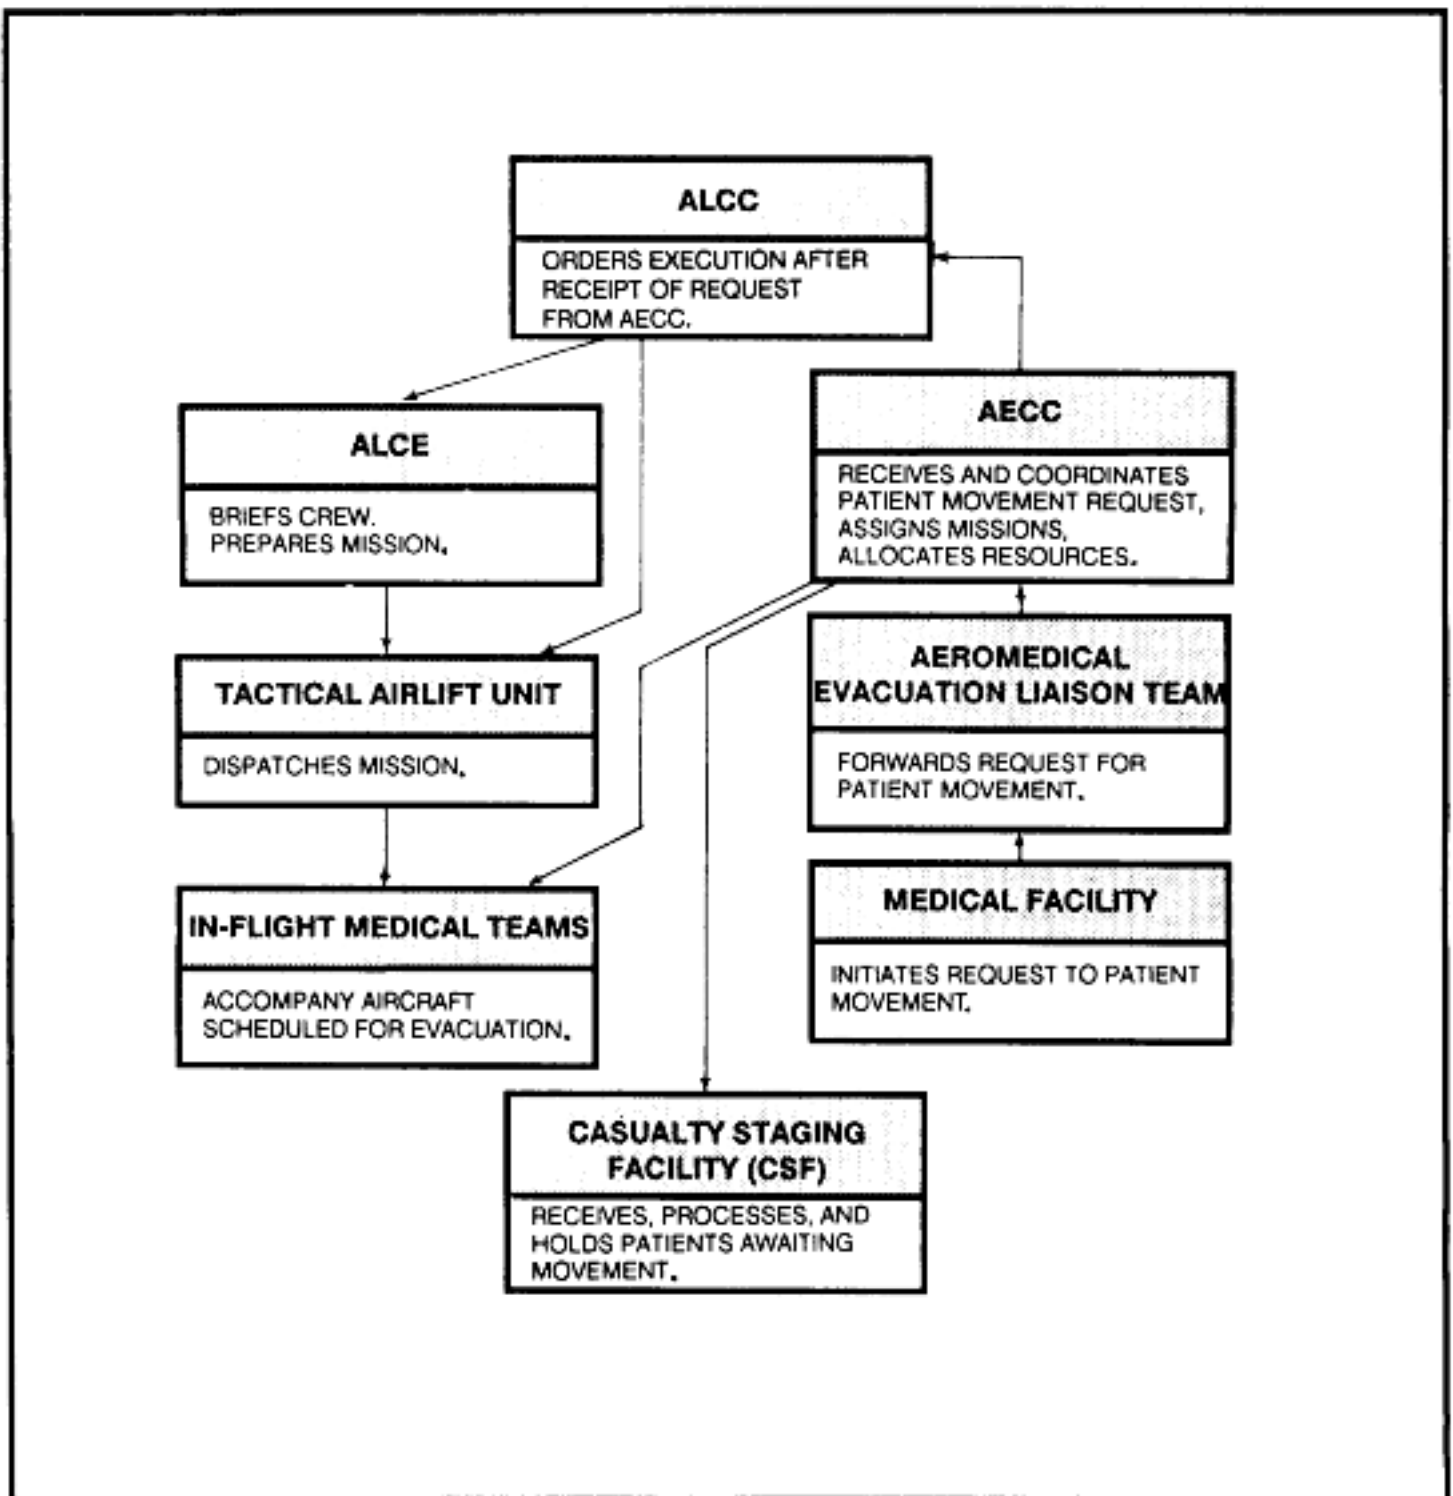 ALCC
ORDERS EXECUTION AFTER
RECEIPT OF REQUEST
FROM AECC.
AECC
RECEIVES AND COORDINATES
PATIENT MOVEMENT REQUEST,
ASSIGNS MISSIONS,
ALLOCATES RESOURCES.
ALCE
BRIEFS CREW.
PREPARES MISSION.
AEROMEDICAL
EVACUATION LIAISON TEAM
FORWARDS REQUEST FOR
PATIENT MOVEMENT.
TACTICAL AIRLIFT UNIT
DISPATCHES MISSION.
MEDICAL FACILITY
INITIATES REQUEST TO PATIENT
MOVEMENT.
IN-FLIGHT MEDICAL TEAMS
ACCOMPANY AIRCRAFT
SCHEDULED FOR EVACUATION.
CASUALTY STAGING
FACILITY (CSF)
RECEIVES, PROCESSES, AND
HOLDS PATIENTS AWAITING
MOVEMENT.